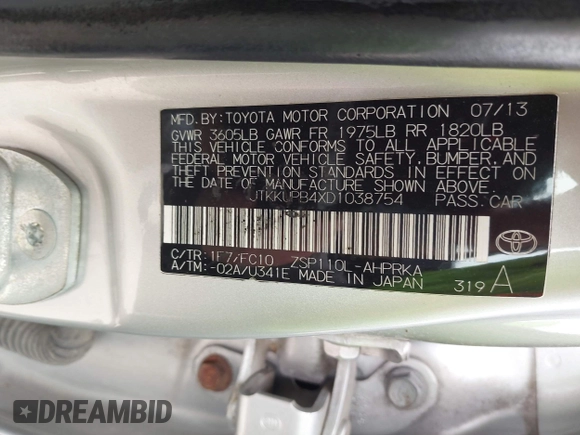 MFD.BY:TOYOTA MOTOR CORPORATION 07/13
GVWR 3605LB GAWR FR 1975LB RR 1820LB
THIS VEHICLE CONFORMS TO ALL APPLICABLE
FEDERAL MOTOR VEHICLE SAFETY,BUMPER,AND
THEFT PREVENTION STANDARDS IN EFFECT ON
THE DATE OF MANUFACTURE SHOWN ABOVE.
JTKKUPB4XD1038754 PASS.CAR
C/TR:1F7/FC10 ZSP110L-AHPRKA
A/TM:-02A/U341E MADE IN JAPAN 319 A
DREAMBID